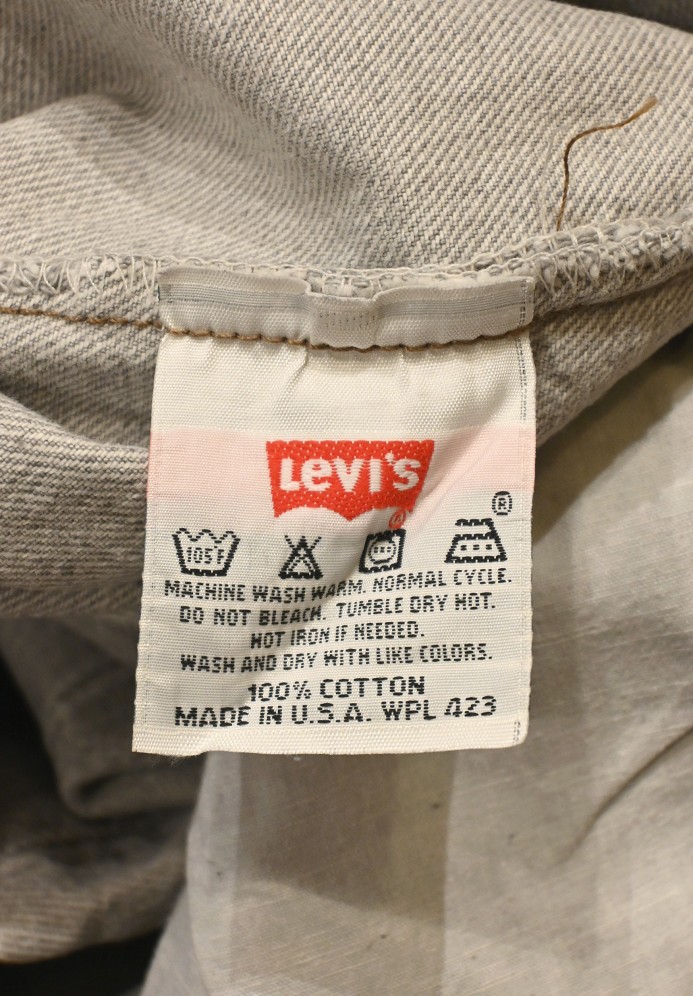 Levi's
®
®
105°F
MACHINE WASH WARM. NORMAL CYCLE.
DO NOT BLEACH. TUMBLE DRY HOT.
HOT IRON IF NEEDED.
WASH AND DRY WITH LIKE COLORS.
100% COTTON
MADE IN U.S.A. WPL 423